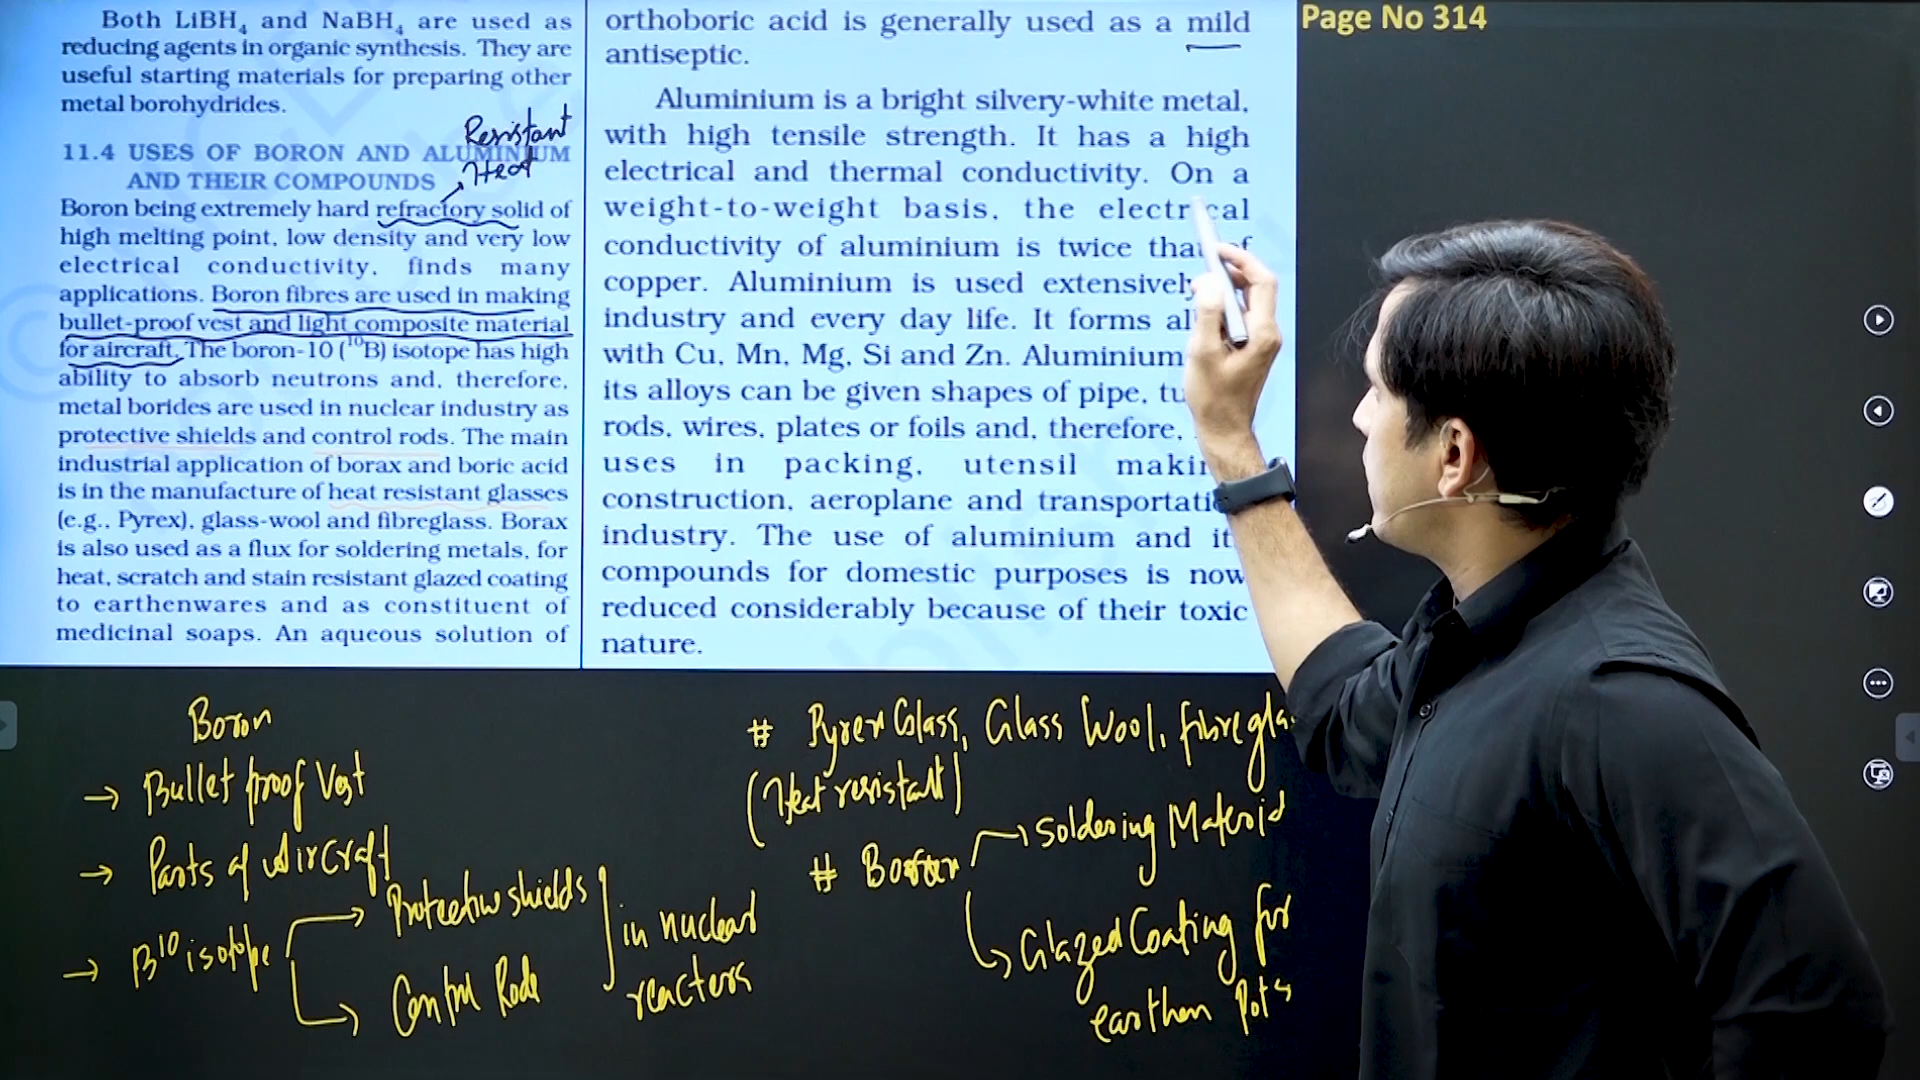 Both LiBH4 and NaBH4 are used as
reducing agents in organic synthesis. They are
useful starting materials for preparing other
metal borohydrides.
Resistant
Heat
11.4 USES OF BORON AND ALUMINIUM
AND THEIR COMPOUNDS
Boron being extremely hard refractory solid of
high melting point, low density and very low
electrical conductivity, finds many
applications. Boron fibres are used in making
bullet-proof vest and light composite material
for aircraft. The boron-10 (10B) isotope has high
ability to absorb neutrons and, therefore,
metal borides are used in nuclear industry as
protective shields and control rods. The main
industrial application of borax and boric acid
is in the manufacture of heat resistant glasses
(e.g., Pyrex), glass-wool and fibreglass. Borax
is also used as a flux for soldering metals, for
heat, scratch and stain resistant glazed coating
to earthenwares and as constituent of
medicinal soaps. An aqueous solution of
orthoboric acid is generally used as a mild
antiseptic.
Aluminium is a bright silvery-white metal,
with high tensile strength. It has a high
electrical and thermal conductivity. On a
weight-to-weight basis, the electrical
conductivity of aluminium is twice that of
copper. Aluminium is used extensively
industry and every day life. It forms al
with Cu, Mn, Mg, Si and Zn. Aluminium
its alloys can be given shapes of pipe, tu
rods, wires, plates or foils and, therefore,
uses in packing, utensil makin
construction, aeroplane and transportati
industry. The use of aluminium and it
compounds for domestic purposes is now
reduced considerably because of their toxic
nature.
Page No 314
Boron
→ Bullet proof Vest
→ Parts of AirCraft
→ B10 isotope → Protective shields
→ Control Rods
in nuclear
reactors
# Pyrex Glass, Glass Wool, fibregla
(Heat resistant)
# Borax → Soldering Material
→ Glazed Coating for
earthen Pots